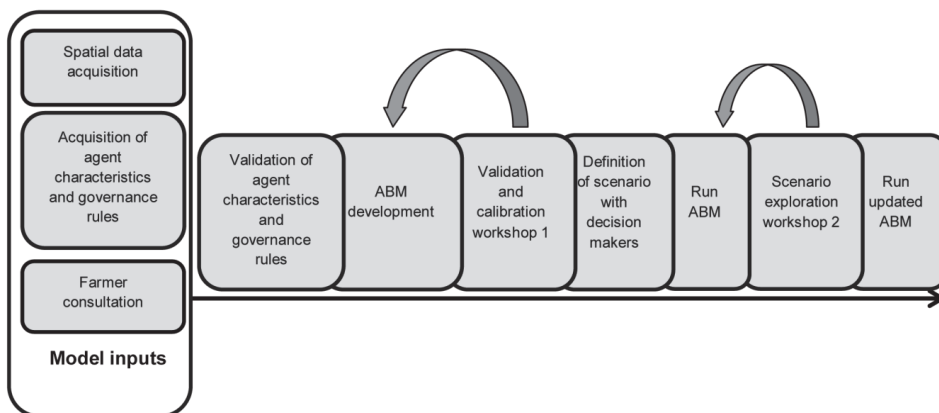 Spatial data
acquisition
Acquisition of
agent
characteristics
and governance
rules
Farmer
consultation
Model inputs
Validation of
agent
characteristics
and
governance
rules
ABM
development
Validation
and
calibration
workshop 1
Definition
of scenario
with
decision
makers
Run
ABM
Scenario
exploration
workshop 2
Run
updated
ABM